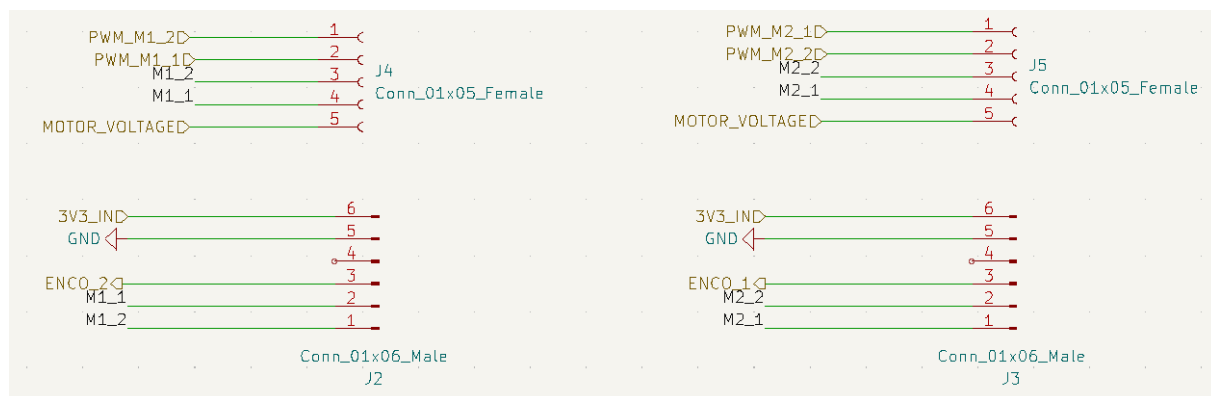 PWM_M1_2 1
PWM_M1_1 2
M1_2 3
M1_1 4
MOTOR_VOLTAGE 5
J4
Conn_01x05_Female
PWM_M2_1 1
PWM_M2_2 2
M2_2 3
M2_1 4
MOTOR_VOLTAGE 5
J5
Conn_01x05_Female
3V3_IN 6
GND 5
4
ENCO_2 3
M1_1 2
M1_2 1
Conn_01x06_Male
J2
3V3_IN 6
GND 5
4
ENCO_1 3
M2_2 2
M2_1 1
Conn_01x06_Male
J3